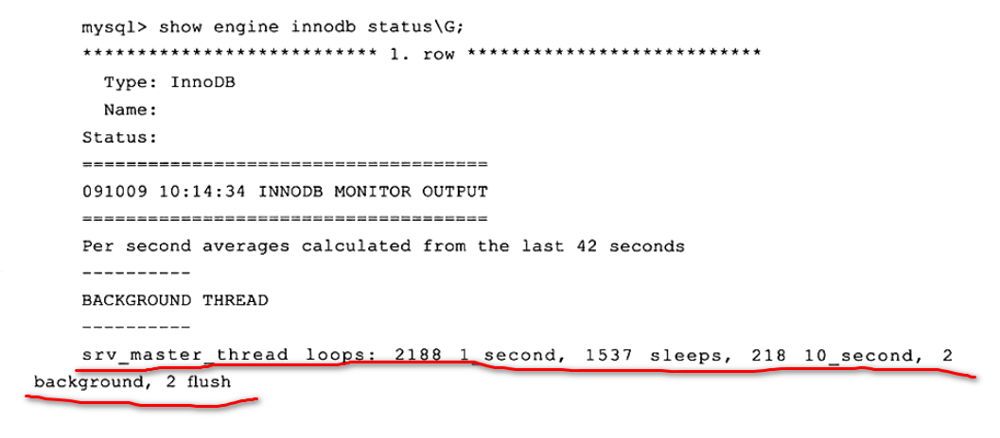 mysql> show engine innodb status\G;
*************************** 1. row ***************************
Type: InnoDB
Name:
Status:
=====================================
091009 10:14:34 INNODB MONITOR OUTPUT
=====================================
Per second averages calculated from the last 42 seconds
----------
BACKGROUND THREAD
----------
srv_master_thread loops: 2188 1_second, 1537 sleeps, 218 10_second, 2
background, 2 flush